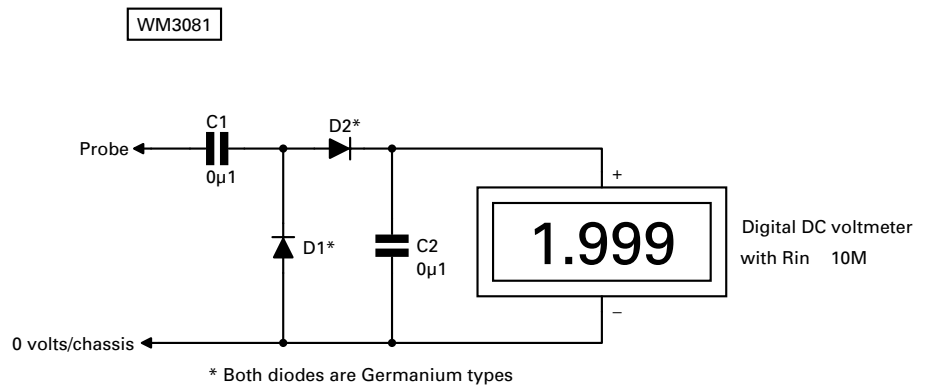 WM3081
C1
D2*
Probe
0µ1
+
1.999
Digital DC voltmeter
with Rin 10M
D1*
C2
0µ1
–
0 volts/chassis
* Both diodes are Germanium types